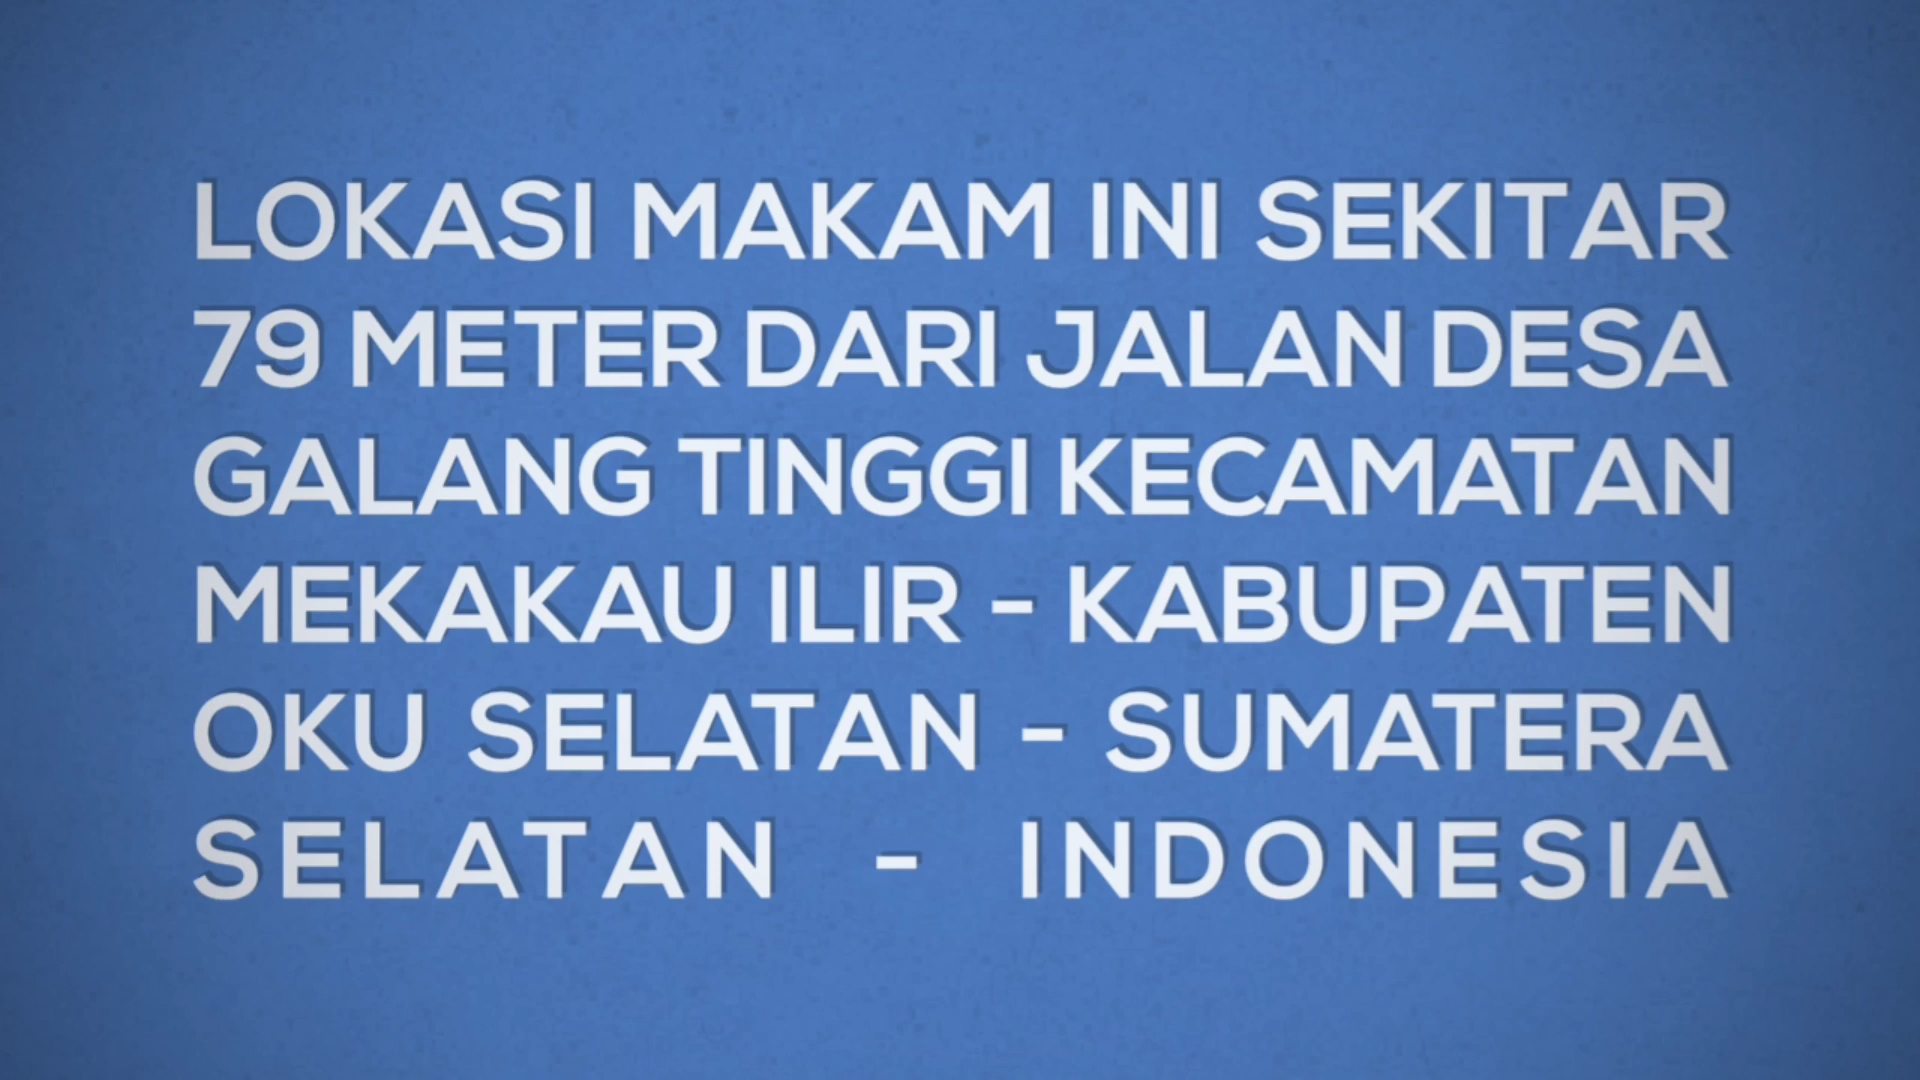 LOKASI MAKAM INI SEKITAR
79 METER DARI JALAN DESA
GALANG TINGGI KECAMATAN
MEKAKAU ILIR - KABUPATEN
OKU SELATAN - SUMATERA
SELATAN - INDONESIA